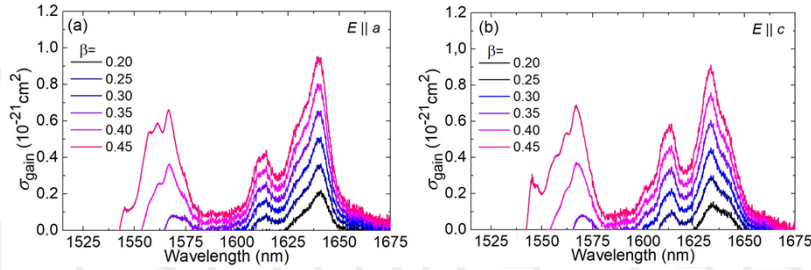 (a)
E || a
β=
0.20
0.25
0.30
0.35
0.40
0.45
σgain (10⁻²¹cm²)
1.2
1.0
0.8
0.6
0.4
0.2
0.0
1525 1550 1575 1600 1625 1650 1675
Wavelength (nm)
(b)
E || c
β=
0.20
0.25
0.30
0.35
0.40
0.45
σgain (10⁻²¹cm²)
1.2
1,0
0.8
0.6
0.4
0.2
0.0
1525 1550 1575 1600 1625 1650 1675
Wavelength (nm)